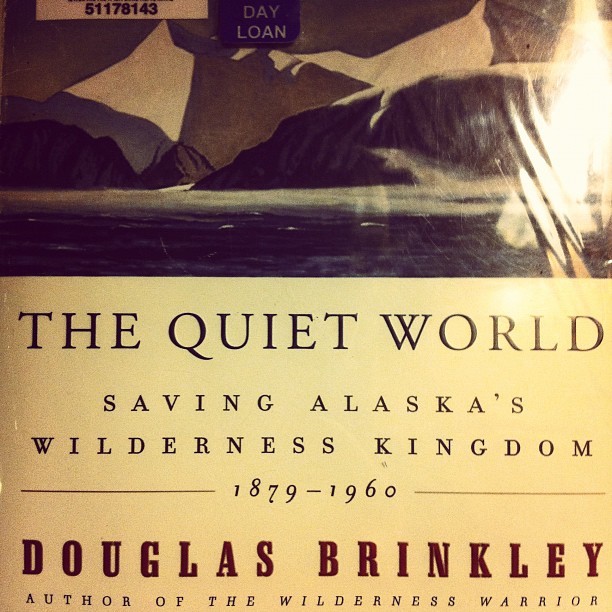 51178143
DAY
LOAN
THE QUIET WORLD
SAVING ALASKA'S
WILDERNESS KINGDOM
1879–1960
DOUGLAS BRINKLEY
AUTHOR OF THE WILDERNESS WARRIOR